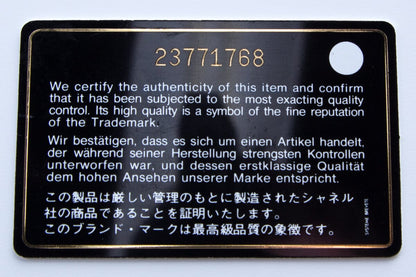 23771768
We certify the authenticity of this item and confirm
that it has been subjected to the most exacting quality
control. Its high quality is a symbol of the fine reputation
of the Trademark.
Wir bestätigen, dass es sich um einen Artikel handelt,
der während seiner Herstellung strengsten Kontrollen
unterworfen war, und dessen erstklassige Qualität
dem hohen Ansehen unserer Marke entspricht.
この製品は厳しい管理のもとに製造されたシャネル
社の商品であることを証明いたします。
このブランド・マークは最高級品質の象徴です。
SYSTEME BREVETE